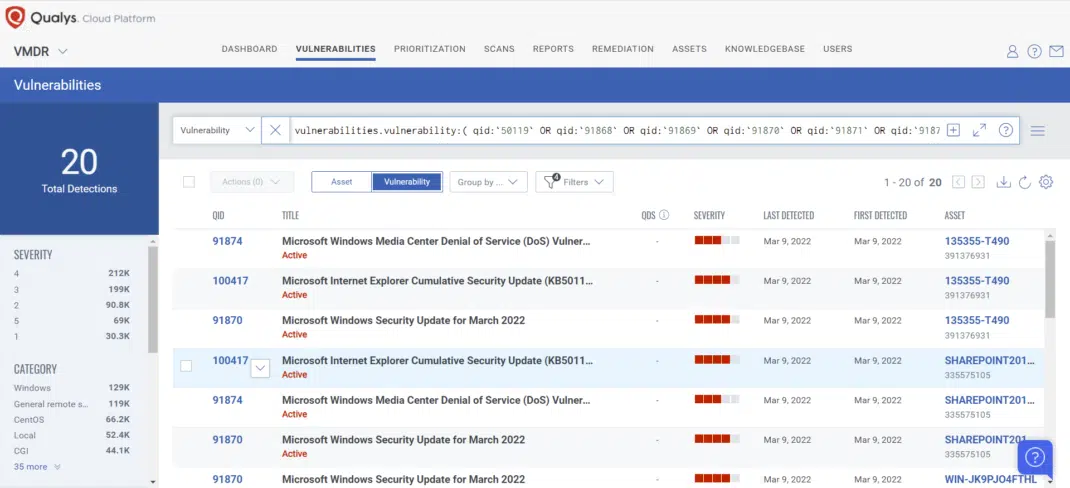 Qualys. Cloud Platform
VMDR
DASHBOARD VULNERABILITIES PRIORITIZATION SCANS REPORTS REMEDIATION ASSETS KNOWLEDGEBASE USERS
Vulnerabilities
20
Total Detections
SEVERITY
4 212K
3 199K
2 90.8K
5 69K
1 30.3K
CATEGORY
Windows 129K
General remote s... 119K
CentOS 66.2K
Local 52.4K
CGI 44.1K
35 more
Vulnerability vulnerabilities.vulnerability:( qid:`50119` OR qid:`91868` OR qid:`91869` OR qid:`91870` OR qid:`91871` OR qid:`9187
Actions (0) Asset Vulnerability Group by ... 4 Filters 1 - 20 of 20
QID TITLE QDS SEVERITY LAST DETECTED FIRST DETECTED ASSET
91874 Microsoft Windows Media Center Denial of Service (DoS) Vulner... - Mar 9, 2022 Mar 9, 2022 135355-T490
Active 391376931
100417 Microsoft Internet Explorer Cumulative Security Update (KB5011... - Mar 9, 2022 Mar 9, 2022 135355-T490
Active 391376931
91870 Microsoft Windows Security Update for March 2022 - Mar 9, 2022 Mar 9, 2022 135355-T490
Active 391376931
100417 Microsoft Internet Explorer Cumulative Security Update (KB5011... - Mar 9, 2022 Mar 9, 2022 SHAREPOINT201...
Active 335575105
91874 Microsoft Windows Media Center Denial of Service (DoS) Vulner... - Mar 9, 2022 Mar 9, 2022 SHAREPOINT201...
Active 335575105
91870 Microsoft Windows Security Update for March 2022 - Mar 9, 2022 Mar 9, 2022 SHAREPOINT201
Active 335575105
91870 Microsoft Windows Security Update for March 2022 - Mar 9, 2022 Mar 9, 2022 WIN-JK9PJO4FTHL